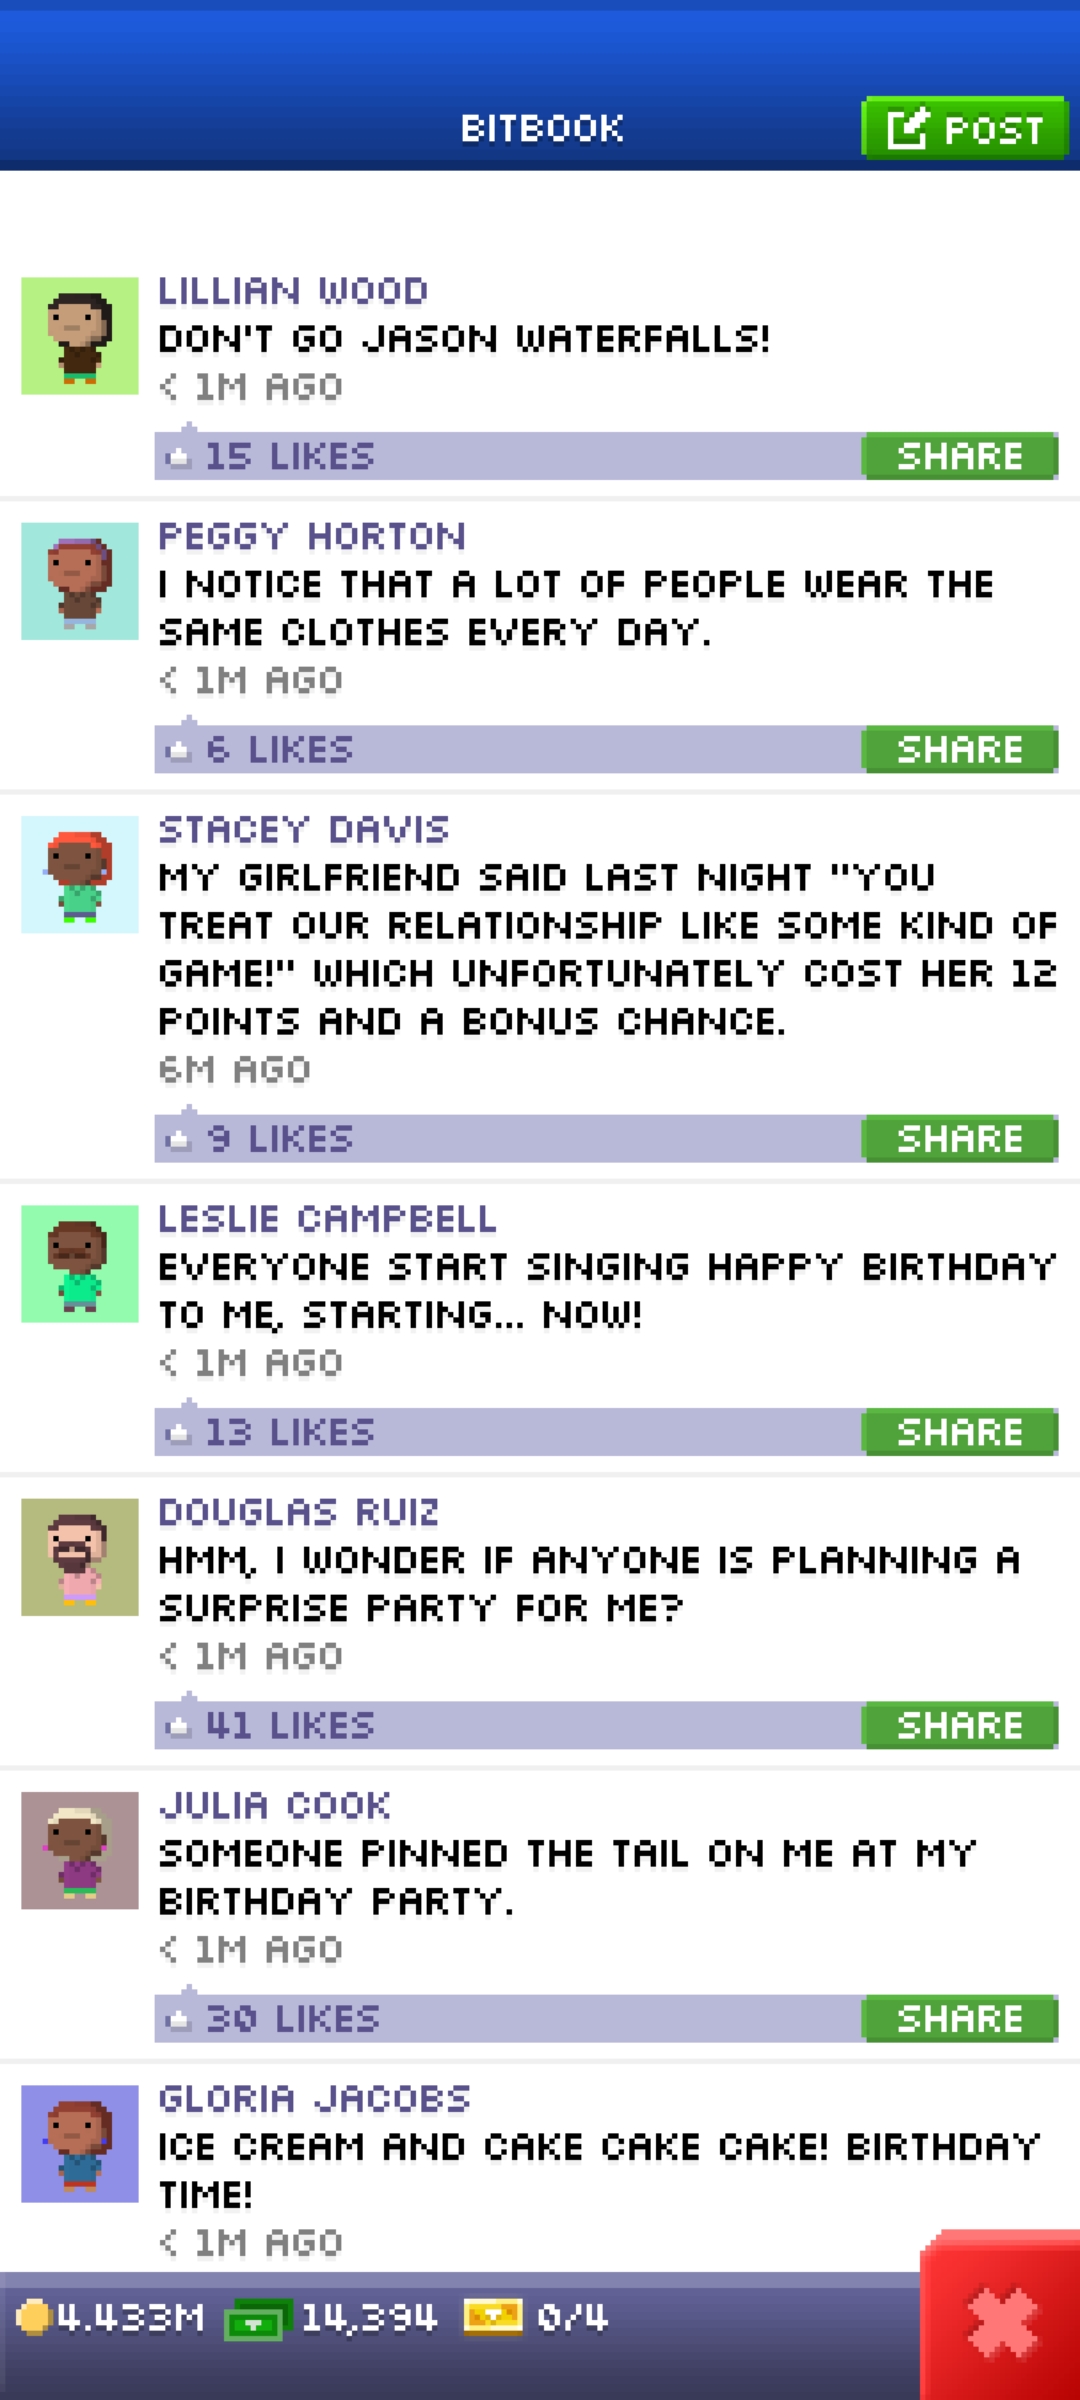 BITBOOK
POST
LILLIAN WOOD
DON'T GO JASON WATERFALLS!
< 1M AGO
15 LIKES
SHARE
PEGGY HORTON
I NOTICE THAT A LOT OF PEOPLE WEAR THE
SAME CLOTHES EVERY DAY.
< 1M AGO
6 LIKES
SHARE
STACEY DAVIS
MY GIRLFRIEND SAID LAST NIGHT "YOU
TREAT OUR RELATIONSHIP LIKE SOME KIND OF
GAME!" WHICH UNFORTUNATELY COST HER 12
POINTS AND A BONUS CHANCE.
6M AGO
9 LIKES
SHARE
LESLIE CAMPBELL
EVERYONE START SINGING HAPPY BIRTHDAY
TO ME, STARTING... NOW!
< 1M AGO
13 LIKES
SHARE
DOUGLAS RUIZ
HMM, I WONDER IF ANYONE IS PLANNING A
SURPRISE PARTY FOR ME?
< 1M AGO
41 LIKES
SHARE
JULIA COOK
SOMEONE PINNED THE TAIL ON ME AT MY
BIRTHDAY PARTY.
< 1M AGO
30 LIKES
SHARE
GLORIA JACOBS
ICE CREAM AND CAKE CAKE CAKE! BIRTHDAY
TIME!
< 1M AGO
4.433M 14,394 0/4